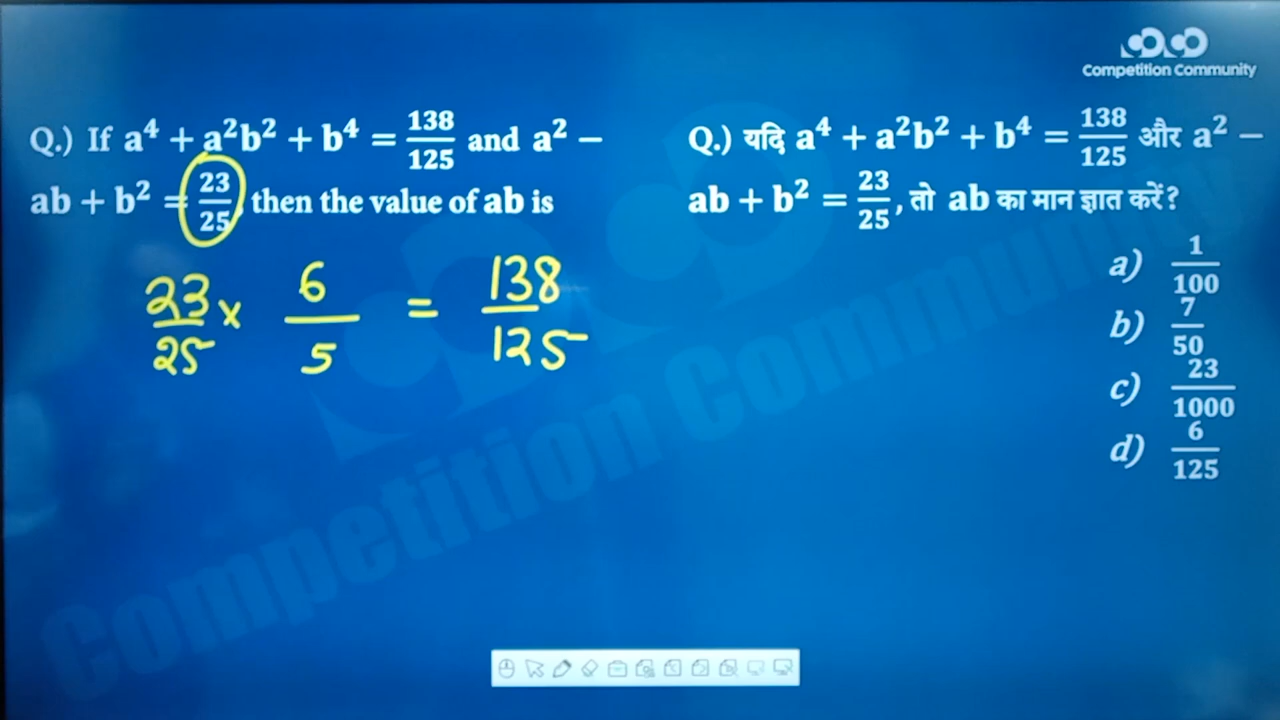 Competition Community
Q.) If a⁴ + a²b² + b⁴ = 138/125 and a² −
ab + b² = 23/25, then the value of ab is
23/25 × 6/5 = 138/125
Q.) यदि a⁴ + a²b² + b⁴ = 138/125 और a² −
ab + b² = 23/25, तो ab का मान ज्ञात करें?
a) 1/100
b) 7/50
c) 23/1000
d) 6/125
Competition Community